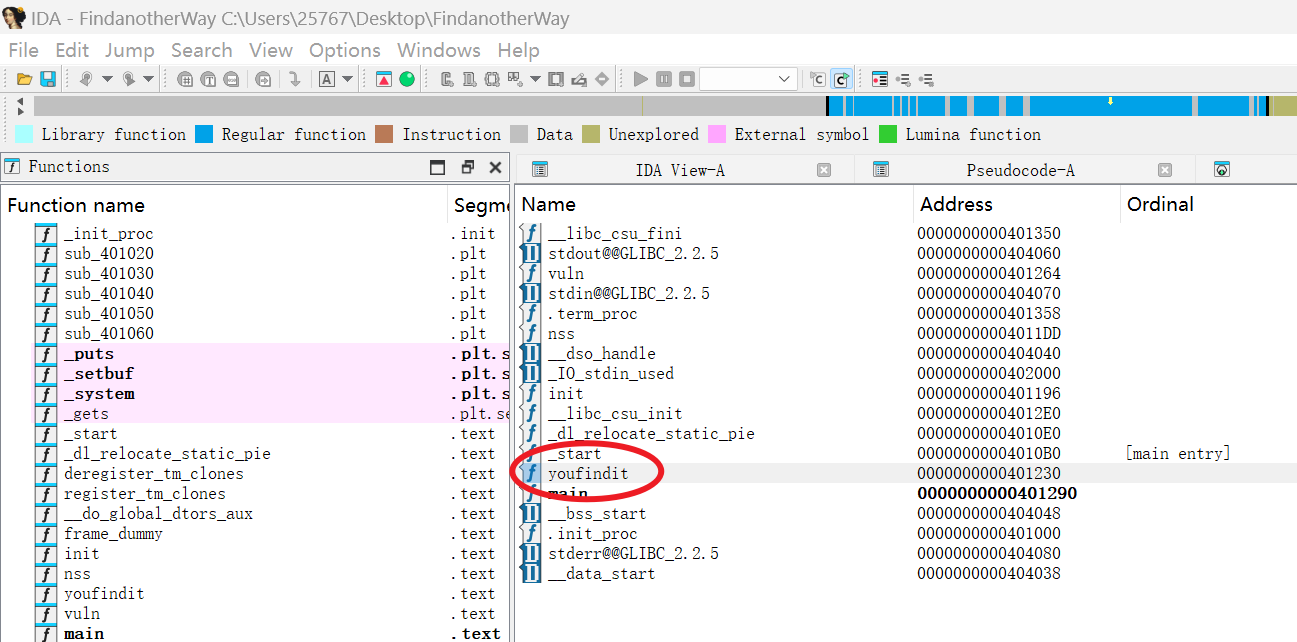 IDA - FindanotherWay C:\Users\25767\Desktop\FindanotherWay
File Edit Jump Search View Options Windows Help
Library function Regular function Instruction Data Unexplored External symbol Lumina function
Functions
Function name Segme
_init_proc .init
sub_401020 .plt
sub_401030 .plt
sub_401040 .plt
sub_401050 .plt
sub_401060 .plt
_puts .plt.s
_setbuf .plt.s
_system .plt.s
_gets .plt.se
_start .text
_dl_relocate_static_pie .text
deregister_tm_clones .text
register_tm_clones .text
__do_global_dtors_aux .text
frame_dummy .text
init .text
nss .text
youfindit .text
vuln .text
main .text
IDA View-A Pseudocode-A
Name Address Ordinal
__libc_csu_fini 0000000000401350
stdout@@GLIBC_2.2.5 0000000000404060
vuln 0000000000401264
stdin@@GLIBC_2.2.5 0000000000404070
.term_proc 0000000000401358
nss 00000000004011DD
__dso_handle 0000000000404040
_IO_stdin_used 0000000000402000
init 0000000000401196
__libc_csu_init 00000000004012E0
_dl_relocate_static_pie 00000000004010E0
_start 00000000004010B0 [main entry]
youfindit 0000000000401230
main 0000000000401290
__bss_start 0000000000404048
.init_proc 0000000000401000
stderr@@GLIBC_2.2.5 0000000000404080
__data_start 0000000000404038